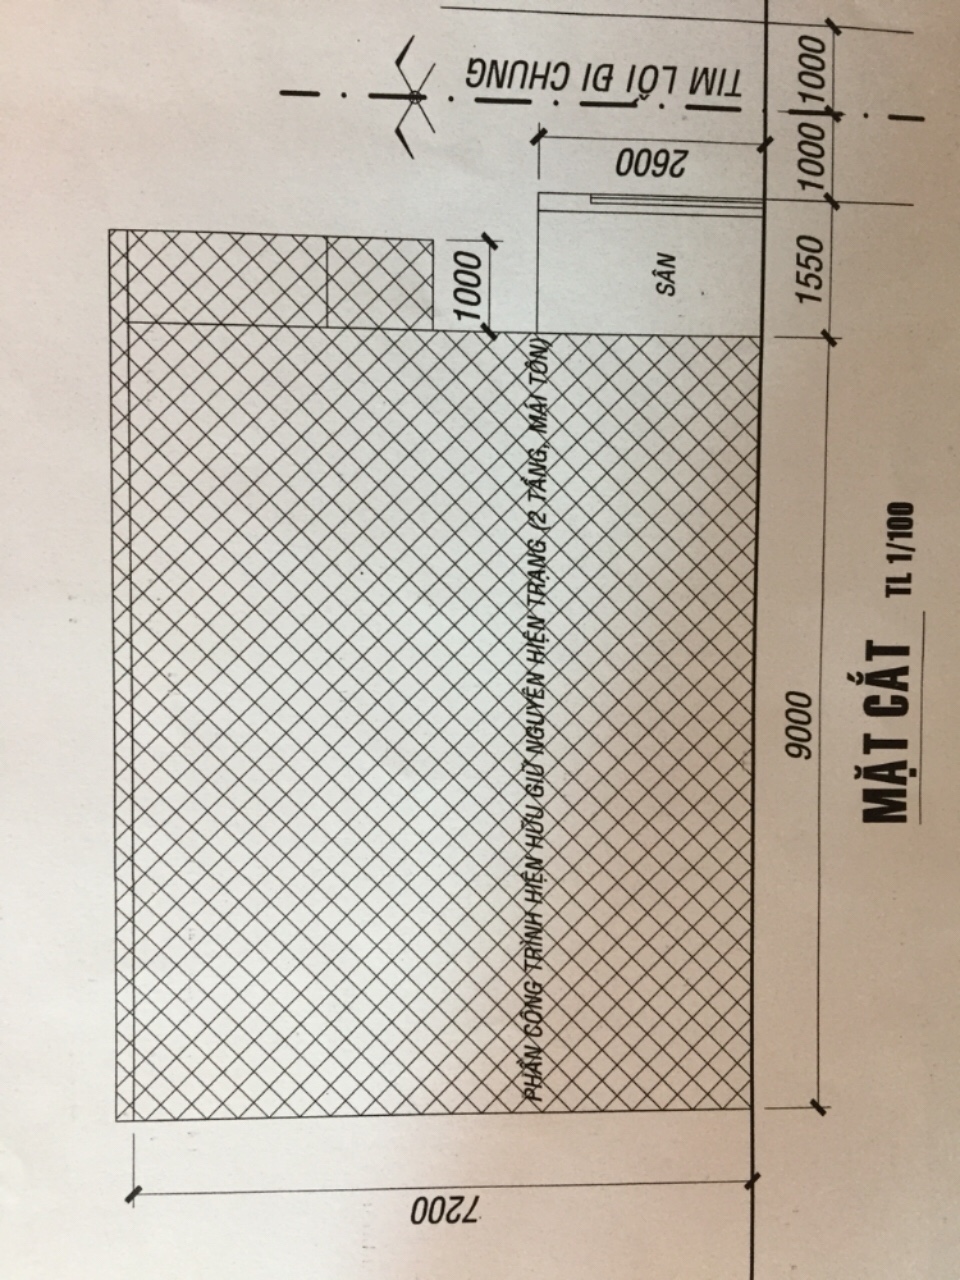 TIM LỐI ĐI CHUNG
7200
PHẦN CÔNG TRÌNH HIỆN HỮU GIỮ NGUYÊN HIỆN TRẠNG (2 TẦNG, MÁI TÔN)
1000
SÂN
2600
9000
1550
1000
1000
MẶT CẮT TL 1/100